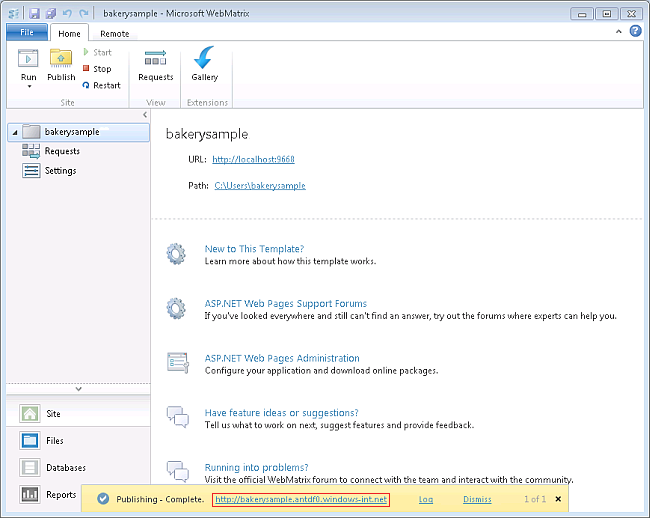 bakerysample - Microsoft WebMatrix
File Home Remote
Run Publish Start Stop Restart Requests Gallery
Site View Extensions
bakerysample
Requests
Settings
bakerysample
URL: http://localhost:9668
Path: C:\Users\bakerysample
New to This Template?
Learn more about how this template works.
ASP.NET Web Pages Support Forums
If you've looked everywhere and still can't find an answer, try out the forums where experts can help you.
ASP.NET Web Pages Administration
Configure your application and download online packages.
Have feature ideas or suggestions?
Tell us what to work on next, suggest features and provide feedback.
Running into problems?
Visit the official WebMatrix forum to connect with the team and interact with the community.
Site
Files
Databases
Reports
Publishing - Complete. http://bakerysample.antdf0.windows-int.net Log Dismiss 1 of 1